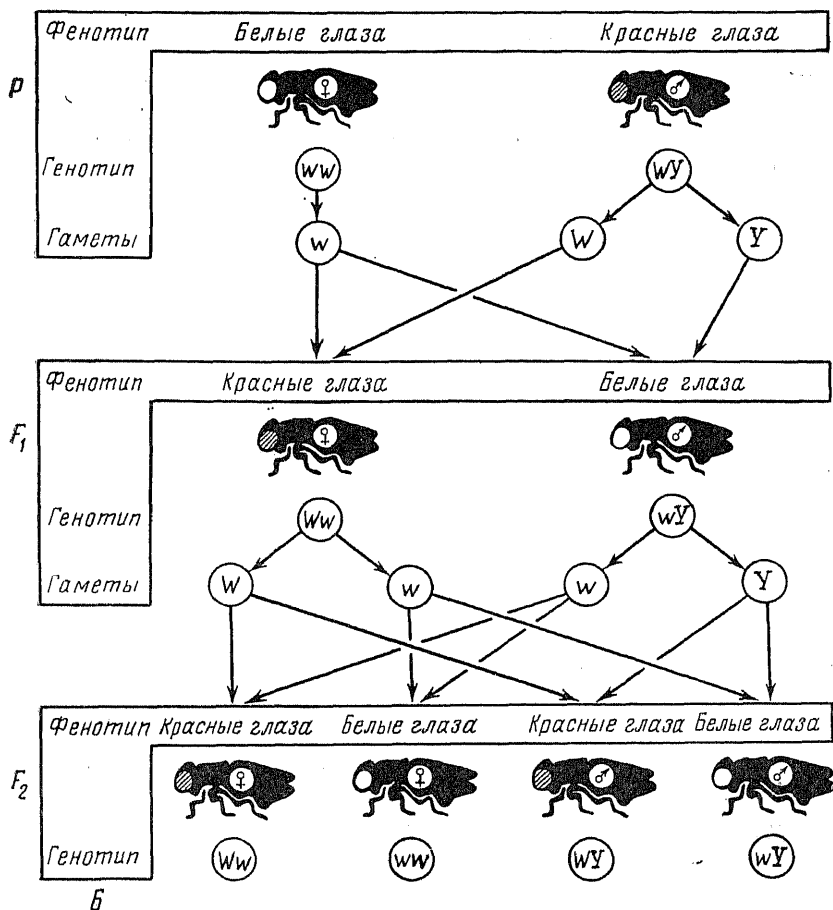 Фенотип Белые глаза Красные глаза
P
♀ ♂
Генотип ww wY
Гаметы w W Y
Фенотип Красные глаза Белые глаза
F₁
♀ ♂
Генотип Ww wY
Гаметы W w w Y
Фенотип Красные глаза Белые глаза Красные глаза Белые глаза
F₂
♀ ♀ ♂ ♂
Генотип Ww ww wY wY
Б